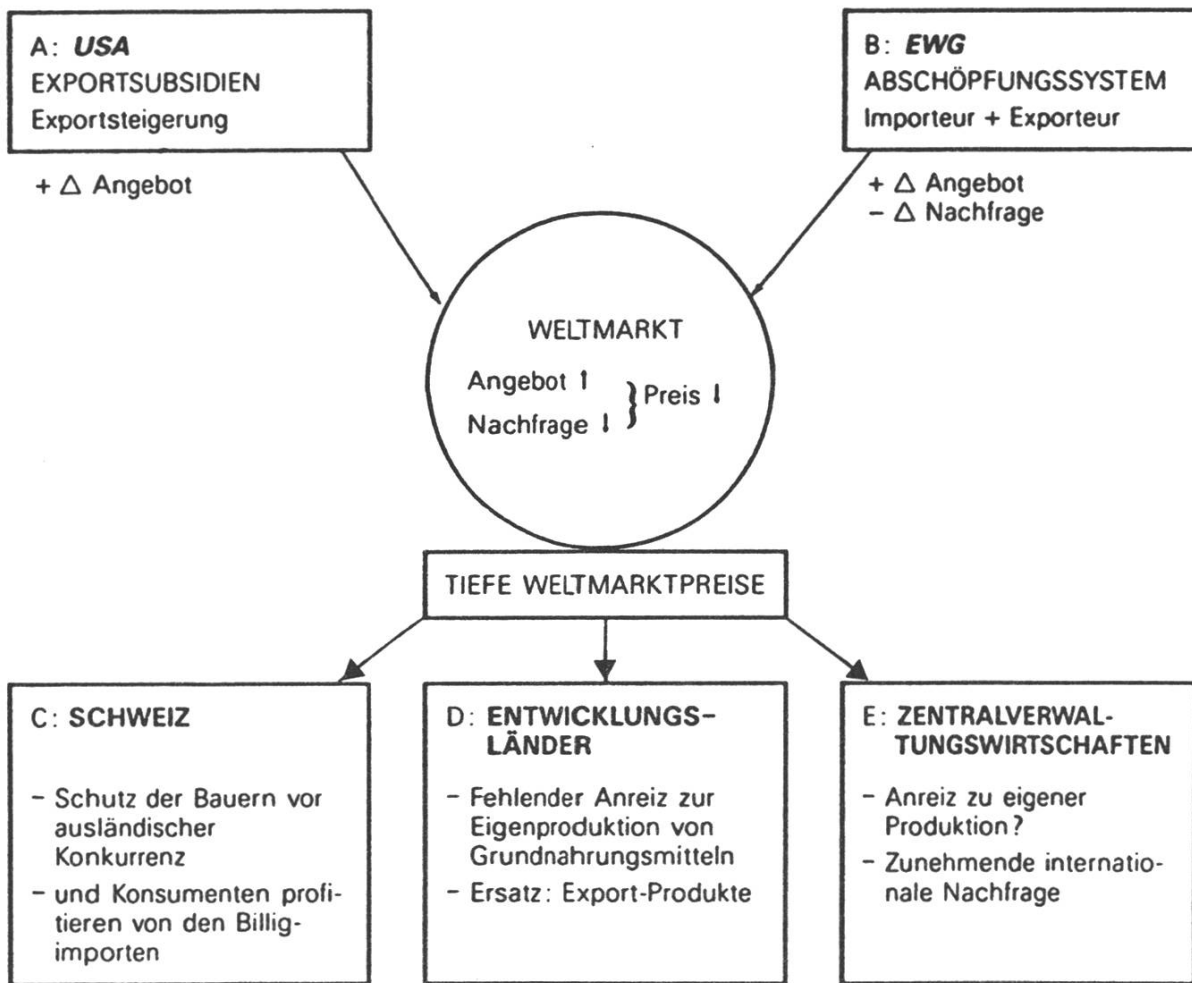 A: USA
EXPORTSUBSIDIEN
Exportsteigerung
+ △ Angebot
B: EWG
ABSCHÖPFUNGSSYSTEM
Importeur + Exporteur
+ △ Angebot
− △ Nachfrage
WELTMARKT
Angebot ↑
Nachfrage ↓
} Preis ↓
TIEFE WELTMARKTPREISE
C: SCHWEIZ
– Schutz der Bauern vor
ausländischer
Konkurrenz
– und Konsumenten profi-
tieren von den Billig-
importen
D: ENTWICKLUNGS-
LÄNDER
– Fehlender Anreiz zur
Eigenproduktion von
Grundnahrungsmitteln
– Ersatz: Export-Produkte
E: ZENTRALVERWAL-
TUNGSWIRTSCHAFTEN
– Anreiz zu eigener
Produktion?
– Zunehmende internatio-
nale Nachfrage